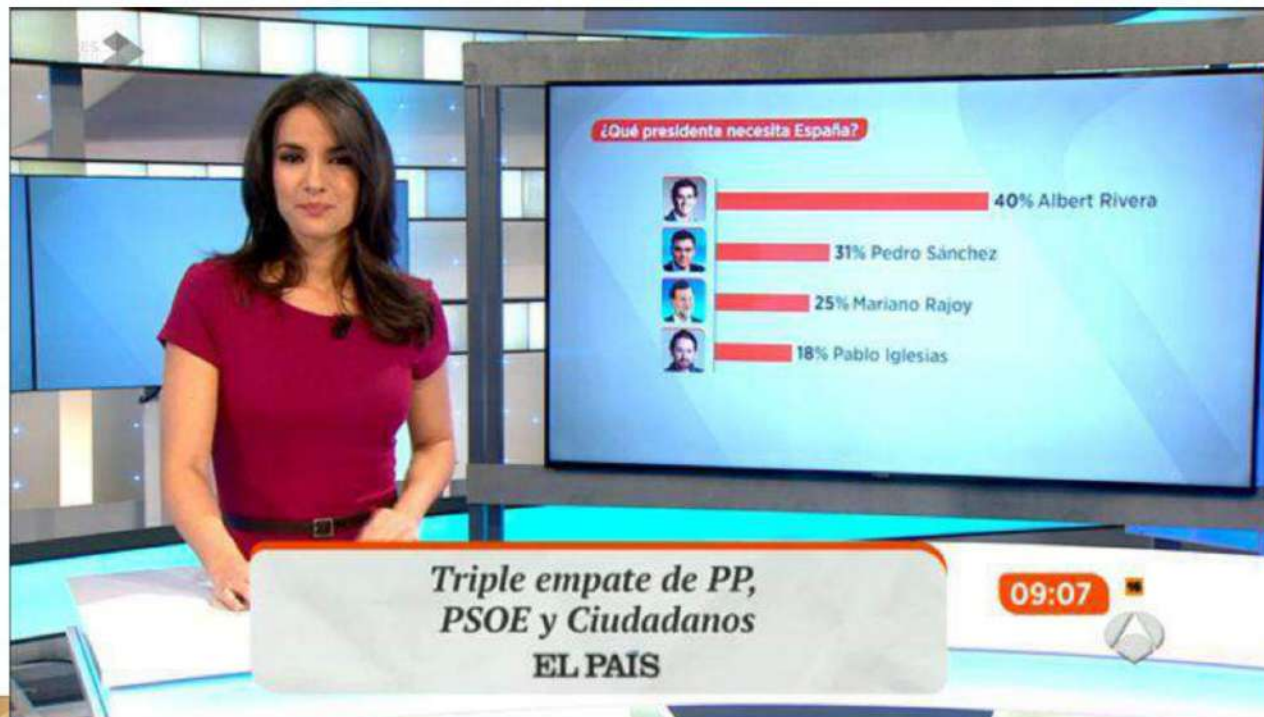 ¿Qué presidente necesita España?
40% Albert Rivera
31% Pedro Sánchez
25% Mariano Rajoy
18% Pablo Iglesias
Triple empate de PP,
PSOE y Ciudadanos
EL PAÍS
09:07